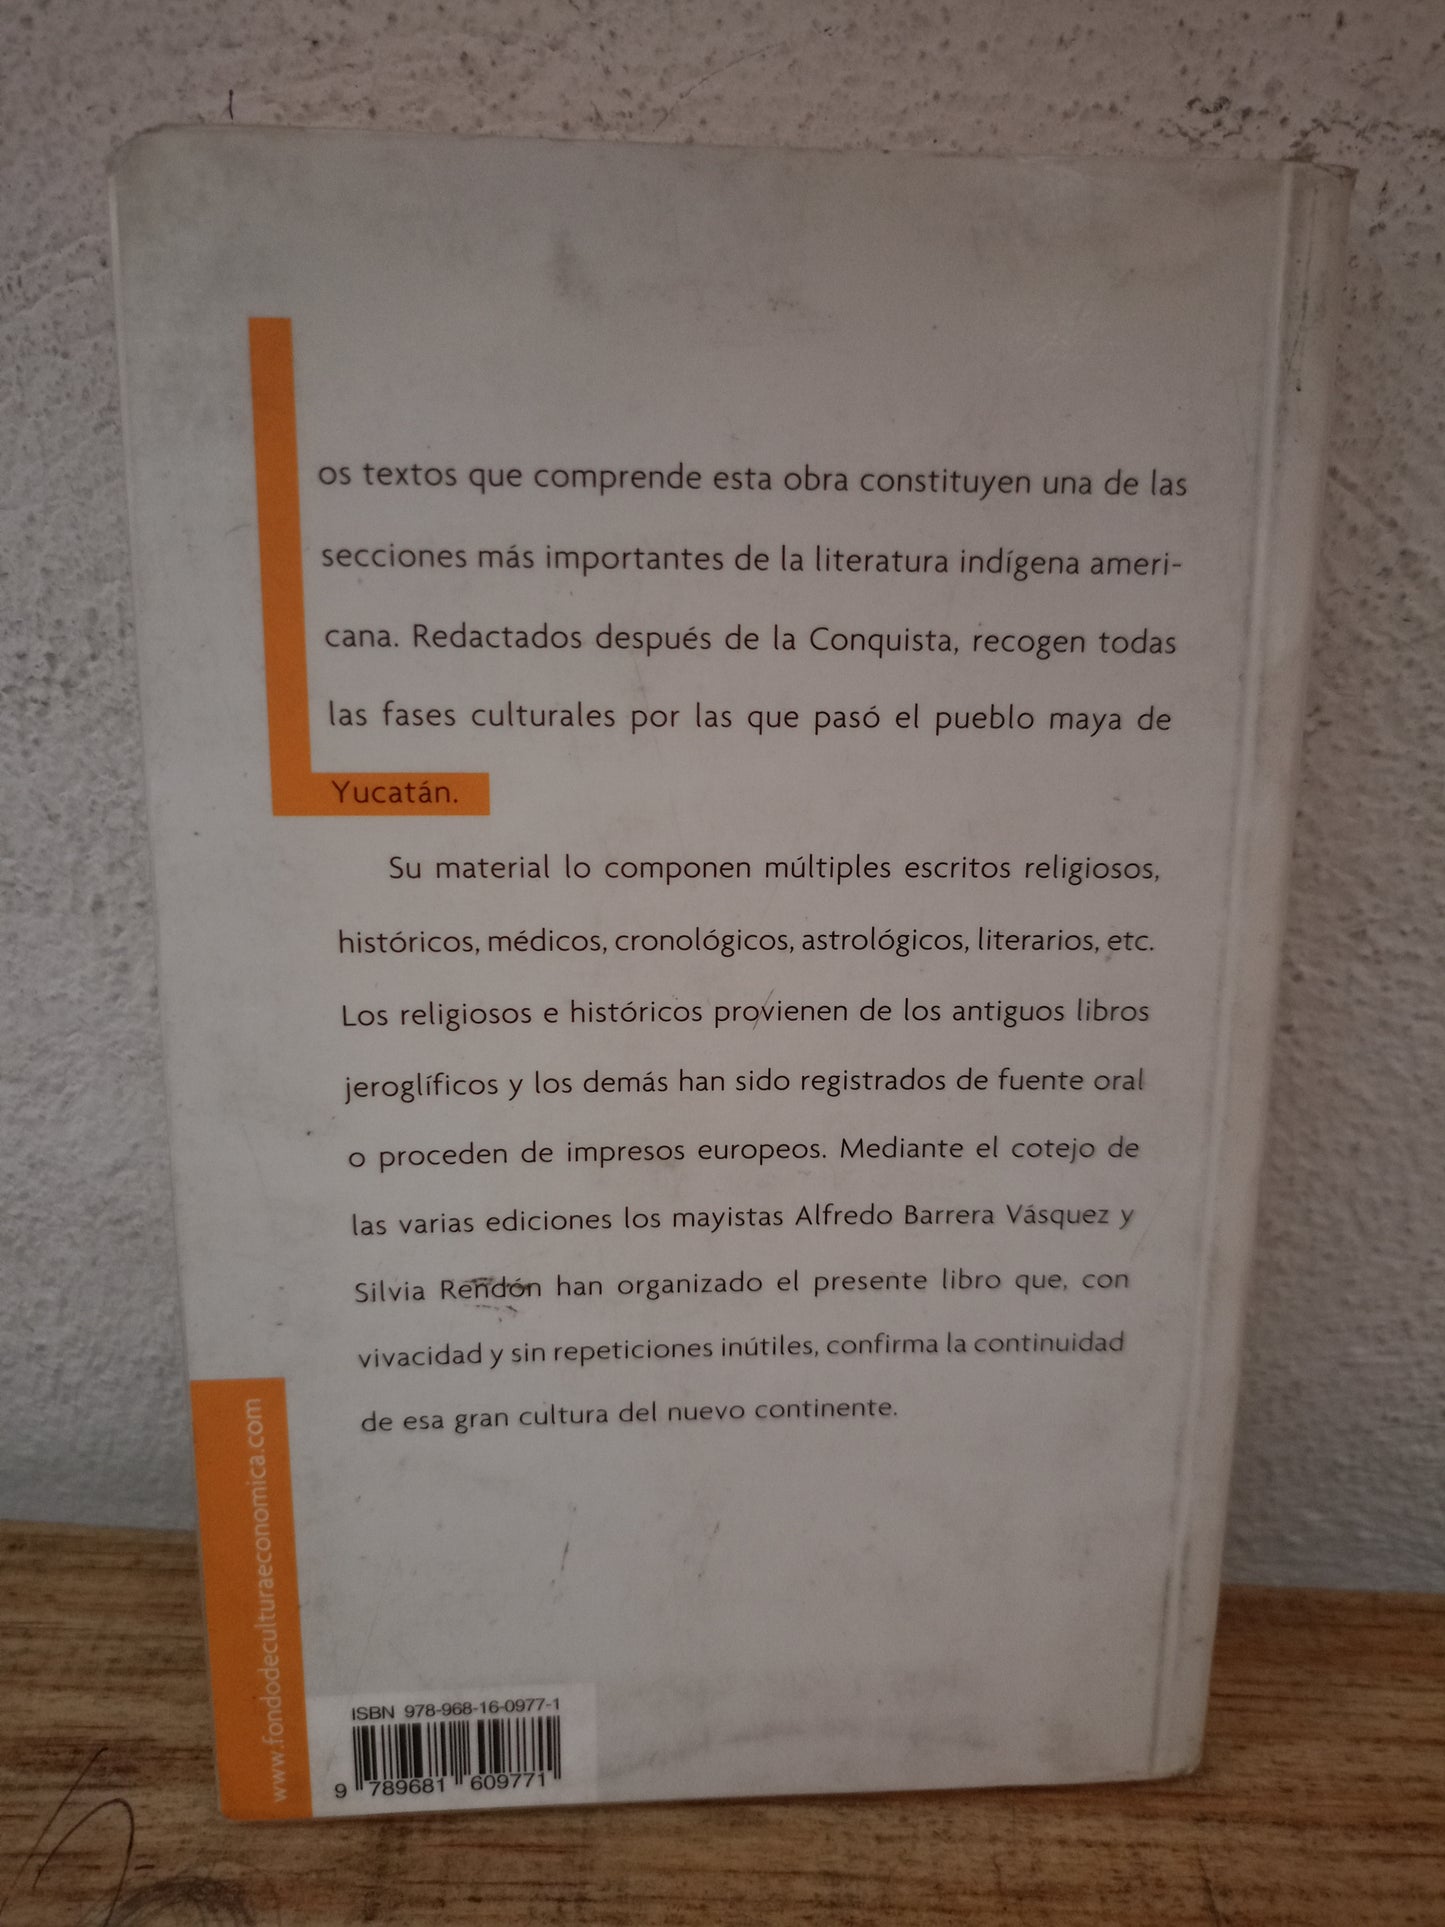 Los textos que comprende esta obra constituyen una de las
secciones más importantes de la literatura indígena ameri-
cana. Redactados después de la Conquista, recogen todas
las fases culturales por las que pasó el pueblo maya de
Yucatán.
Su material lo componen múltiples escritos religiosos,
históricos, médicos, cronológicos, astrológicos, literarios, etc.
Los religiosos e históricos provienen de los antiguos libros
jeroglíficos y los demás han sido registrados de fuente oral
o proceden de impresos europeos. Mediante el cotejo de
las varias ediciones los mayistas Alfredo Barrera Vásquez y
Silvia Rendón han organizado el presente libro que, con
vivacidad y sin repeticiones inútiles, confirma la continuidad
de esa gran cultura del nuevo continente.
www.fondodeculturaeconomica.com
ISBN 978-968-16-0977-1
9 789681 609771